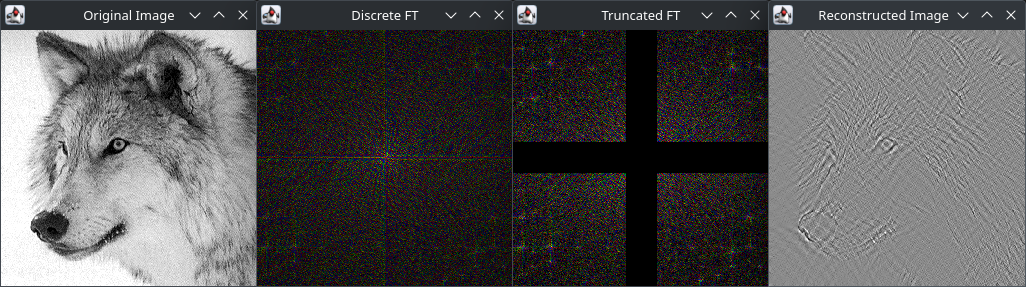 Original Image
Discrete FT
Truncated FT
Reconstructed Image